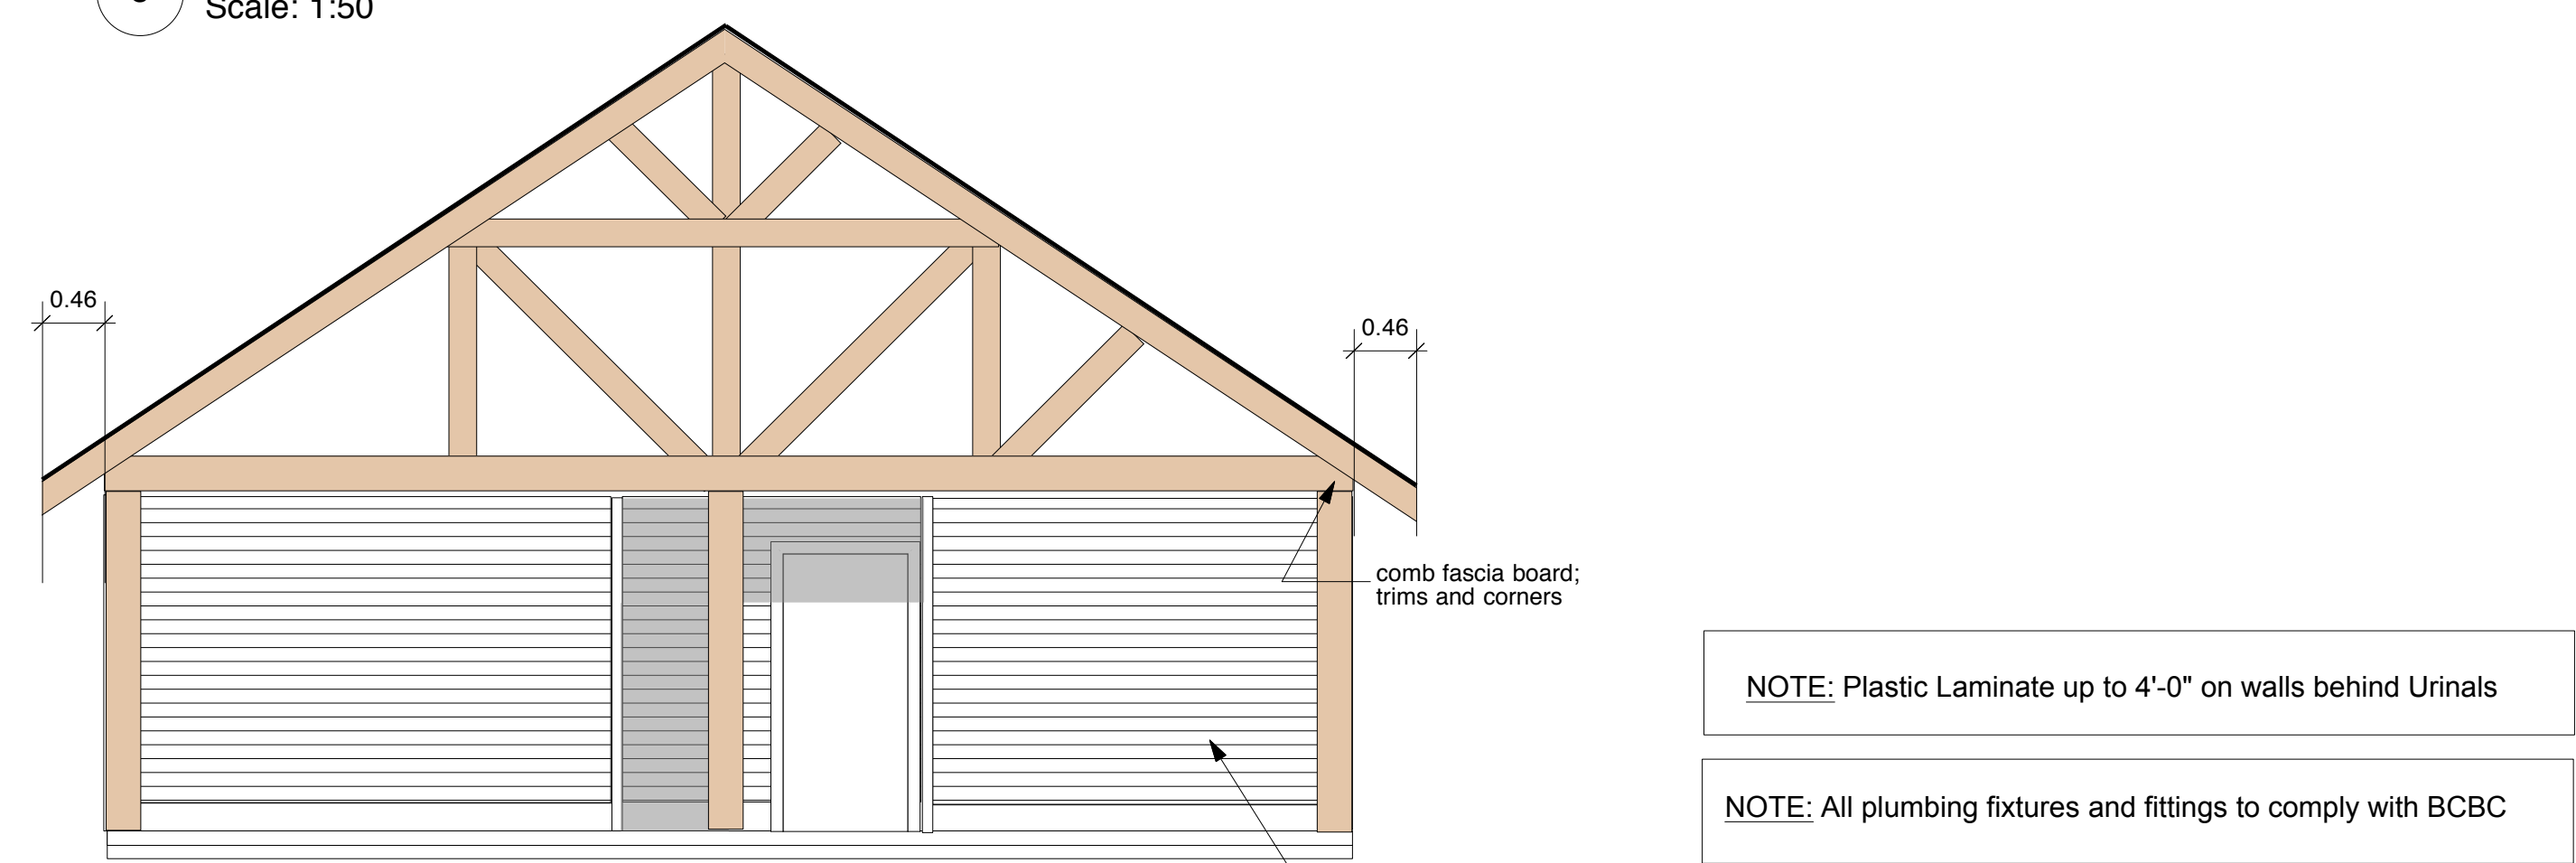 Scale: 1:50
0.46
0.46
comb fascia board;
trims and corners
NOTE: Plastic Laminate up to 4'-0" on walls behind Urinals
NOTE: All plumbing fixtures and fittings to comply with BCBC